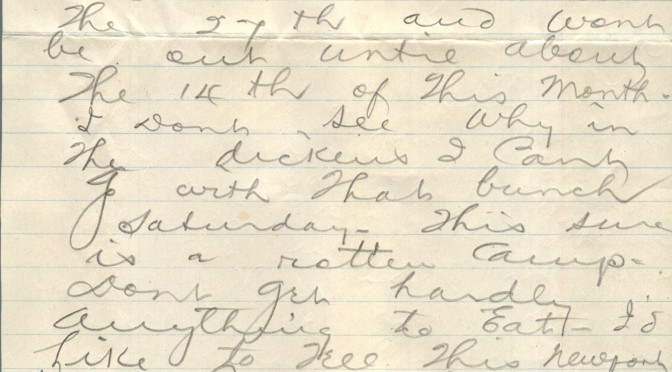 The 27th and wont
be out untie about
The 14th of This Month.
I Dont see Why in
The dickens I Cant
go with That bunch
Saturday- This sure
is a rotten Camp-
Dont get hardly
Anything to Eat- I'd
Like to see This Newport